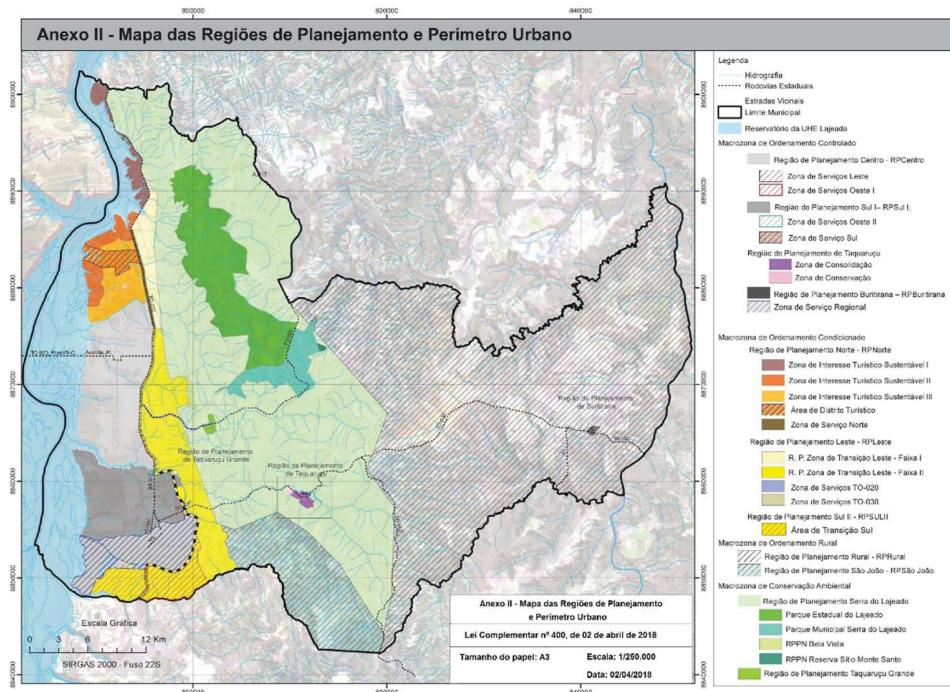 800000
820000
840000
Anexo II - Mapa das Regiões de Planejamento e Perímetro Urbano
8900000
8890000
8880000
8870000
8860000
8850000
8840000
Região de Planejamento de Taquaruçu Grande
Região de Planejamento de Taquaruçu
Região de Planejamento de Buritirana
Escala Gráfica
0 3 6 12 Km
SIRGAS 2000 - Fuso 22S
Anexo II - Mapa das Regiões de Planejamento
e Perímetro Urbano
Lei Complementar nº 400, de 02 de abril de 2018
Tamanho do papel: A3 Escala: 1/250.000
Data: 02/04/2018
Legenda
Hidrografia
Rodovias Estaduais
Estradas Vicinais
Limite Municipal
Reservatório da UHE Lajeado
Macrozona de Ordenamento Controlado
Região de Planejamento Centro - RPCentro
Zona de Serviços Leste
Zona de Serviços Oeste I
Região de Planejamento Sul I– RPSul I;
Zona de Serviços Oeste II
Zona de Serviço Sul
Região de Planejamento de Taquaruçu
Zona de Consolidação
Zona de Conservação
Região de Planejamento Buritirana – RPBuritirana
Zona de Serviço Regional
Macrozona de Ordenamento Condicionado
Região de Planejamento Norte - RPNorte
Zona de Interesse Turístico Sustentável I
Zona de Interesse Turístico Sustentável II
Zona de Interesse Turístico Sustentável III
Área de Distrito Turístico
Zona de Serviço Norte
Região de Planejamento Leste - RPLeste
R. P. Zona de Transição Leste - Faixa I
R. P. Zona de Transição Leste - Faixa II
Zona de Serviços TO-020
Zona de Serviços TO-030
Região de Planejamento Sul II - RPSULII
Área de Transição Sul
Macrozona de Ordenamento Rural
Região de Planejamento Rural - RPRural
Região de Planejamento São João - RPSão João
Macrozona de Conservação Ambiental
Região de Planejamento Serra do Lajeado
Parque Estadual do Lajeado
Parque Municipal Serra do Lajeado
RPPN Bela Vista
RPPN Reserva Sítio Monte Santo
Região de Planejamento Taquaruçu Grande